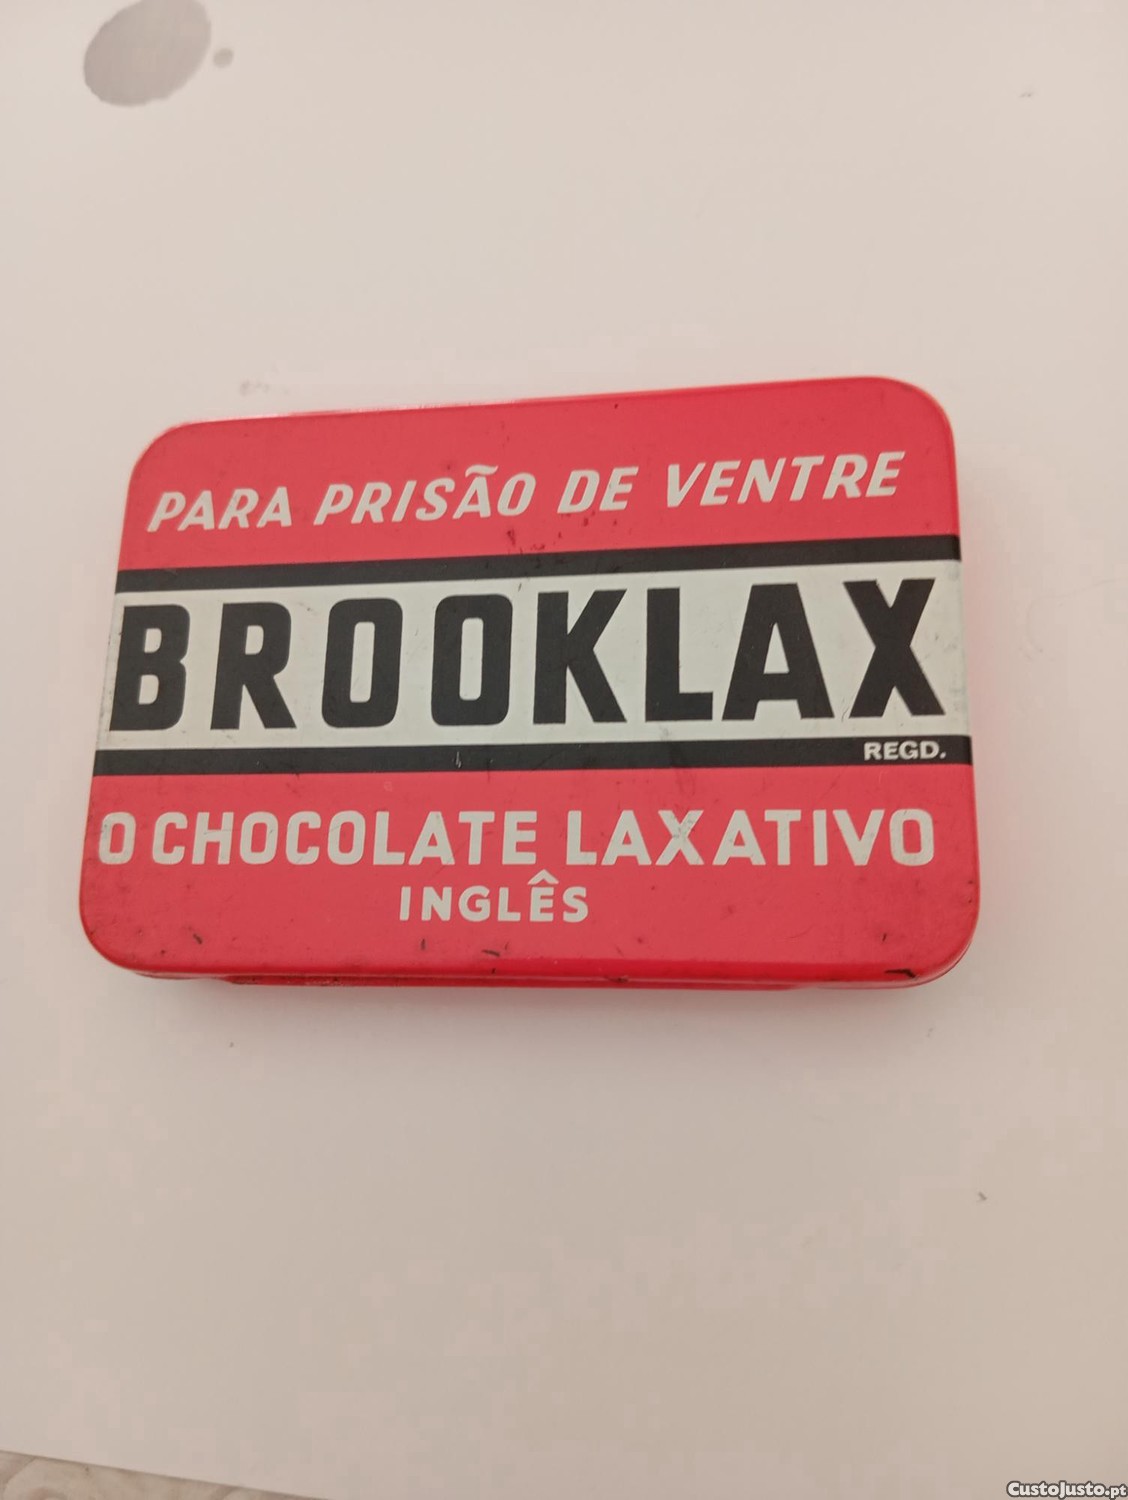 PARA PRISÃO DE VENTRE
BROOKLAX
REGD.
O CHOCOLATE LAXATIVO
INGLÊS
CustoJusto.pt